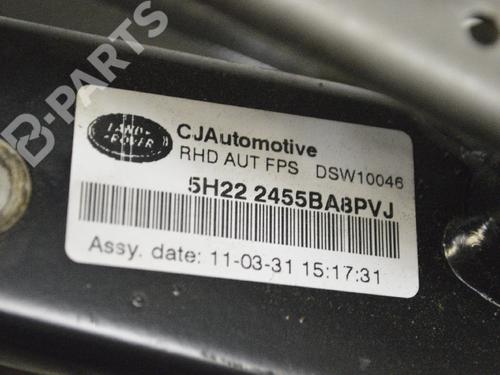 B-PARTS
LAND ROVER
CJAutomotive
RHD AUT FPS DSW10046
5H22 2455BA8PVJ
Assy. date: 11-03-31 15:17:31